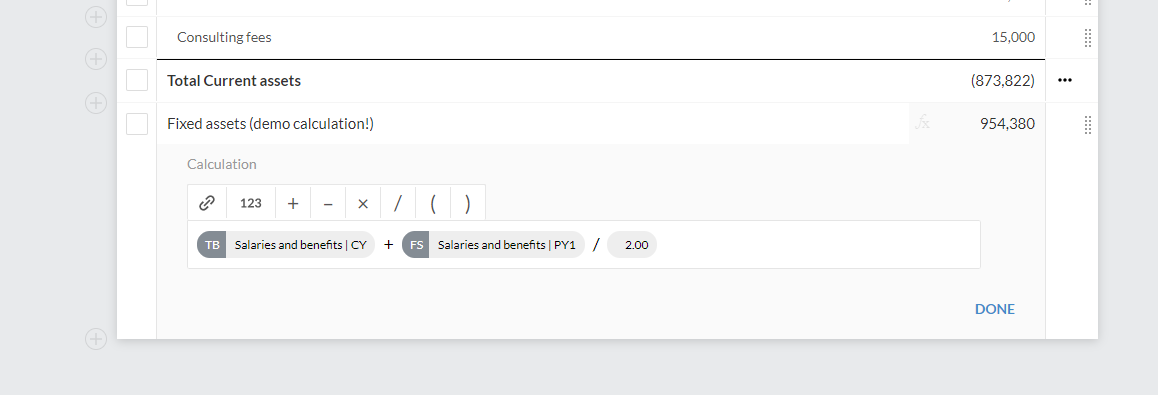 Consulting fees 15,000
Total Current assets (873,822) •••
Fixed assets (demo calculation!) fx 954,380
Calculation
123 + – × / ( )
TB Salaries and benefits | CY + FS Salaries and benefits | PY1 / 2.00
DONE